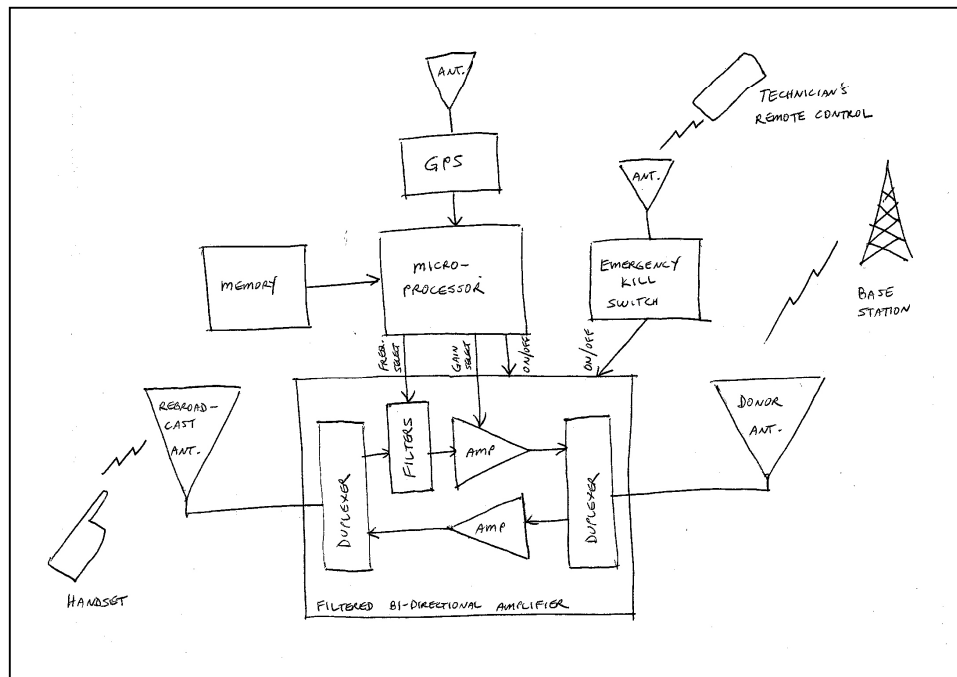 ANT.
TECHNICIAN'S
REMOTE CONTROL
GPS
ANT.
MICRO-
PROCESSOR
MEMORY
EMERGENCY
KILL
SWITCH
BASE
STATION
FREQ.
SELECT
GAIN
SELECT
ON/OFF
ON/OFF
REBROAD-
CAST
ANT.
DONOR
ANT.
FILTERS
AMP
DUPLEXER
DUPLEXER
AMP
HANDSET
FILTERED BI-DIRECTIONAL AMPLIFIER